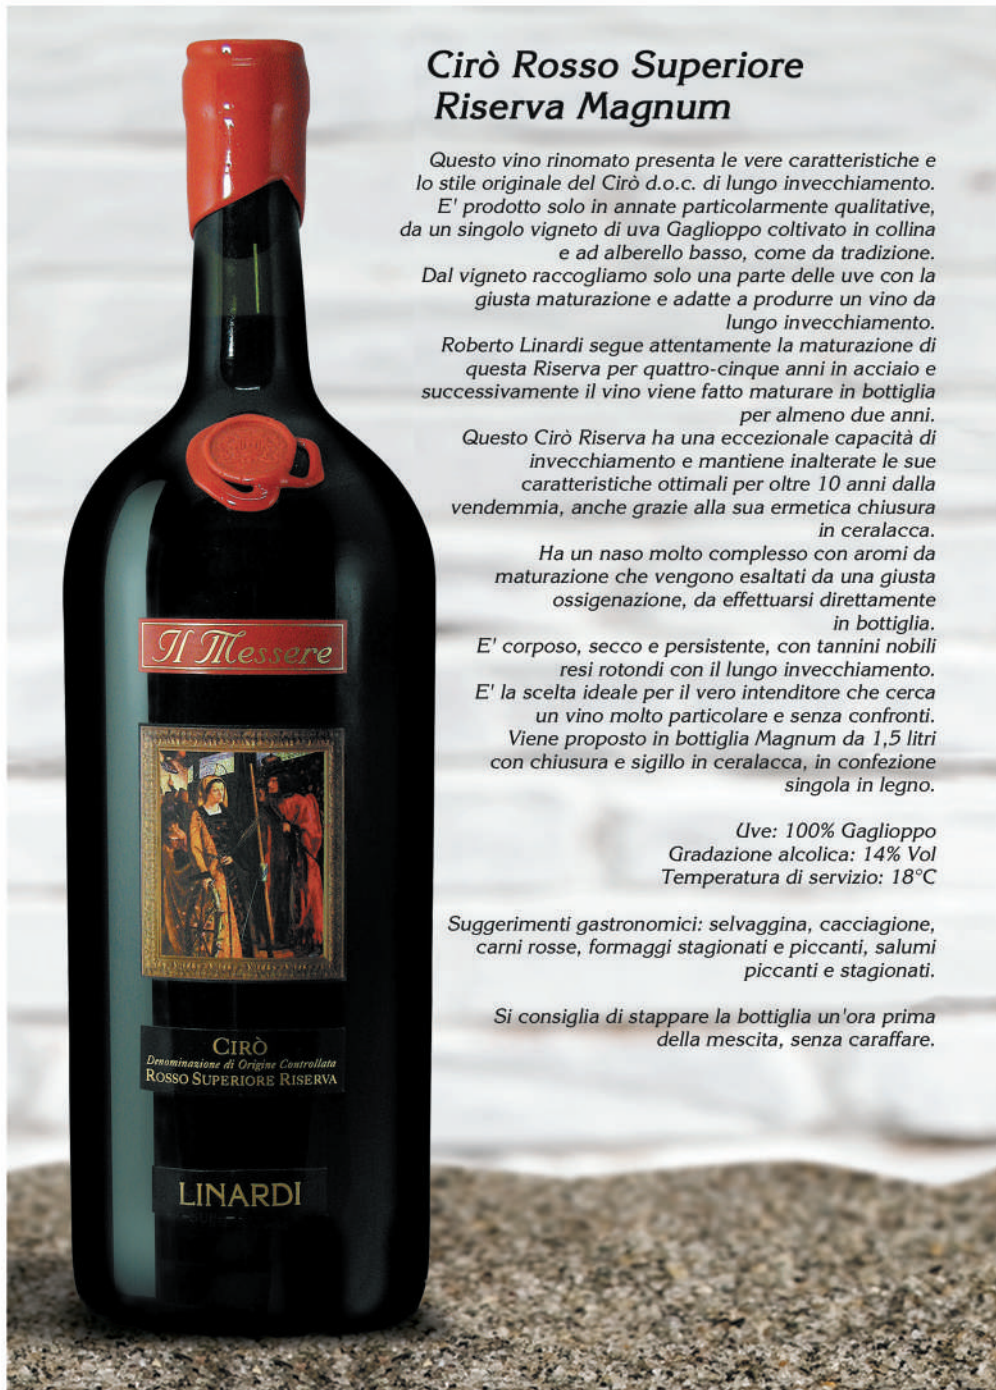 Cirò Rosso Superiore
Riserva Magnum
Questo vino rinomato presenta le vere caratteristiche e
lo stile originale del Cirò d.o.c. di lungo invecchiamento.
E' prodotto solo in annate particolarmente qualitative,
da un singolo vigneto di uva Gaglioppo coltivato in collina
e ad alberello basso, come da tradizione.
Dal vigneto raccogliamo solo una parte delle uve con la
giusta maturazione e adatte a produrre un vino da
lungo invecchiamento.
Roberto Linardi segue attentamente la maturazione di
questa Riserva per quattro-cinque anni in acciaio e
successivamente il vino viene fatto maturare in bottiglia
per almeno due anni.
Questo Cirò Riserva ha una eccezionale capacità di
invecchiamento e mantiene inalterate le sue
caratteristiche ottimali per oltre 10 anni dalla
vendemmia, anche grazie alla sua ermetica chiusura
in ceralacca.
Ha un naso molto complesso con aromi da
maturazione che vengono esaltati da una giusta
ossigenazione, da effettuarsi direttamente
in bottiglia.
E' corposo, secco e persistente, con tannini nobili
resi rotondi con il lungo invecchiamento.
E' la scelta ideale per il vero intenditore che cerca
un vino molto particolare e senza confronti.
Viene proposto in bottiglia Magnum da 1,5 litri
con chiusura e sigillo in ceralacca, in confezione
singola in legno.
Uve: 100% Gaglioppo
Gradazione alcolica: 14% Vol
Temperatura di servizio: 18°C
Suggerimenti gastronomici: selvaggina, cacciagione,
carni rosse, formaggi stagionati e piccanti, salumi
piccanti e stagionati.
Si consiglia di stappare la bottiglia un'ora prima
della mescita, senza caraffare.
Il Messere
CIRÒ
Denominazione di Origine Controllata
ROSSO SUPERIORE RISERVA
LINARDI